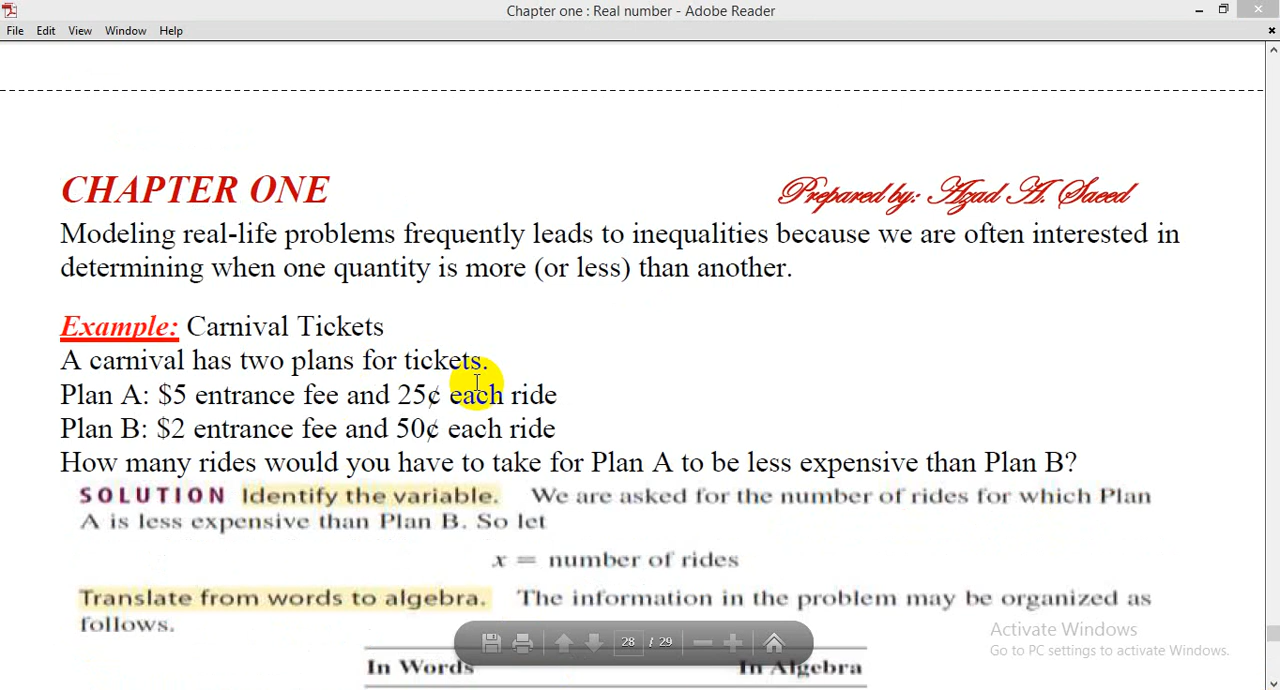 Chapter one : Real number - Adobe Reader
File Edit View Window Help
CHAPTER ONE
Prepared by: Azad A. Saeed
Modeling real-life problems frequently leads to inequalities because we are often interested in
determining when one quantity is more (or less) than another.
Example: Carnival Tickets
A carnival has two plans for tickets.
Plan A: $5 entrance fee and 25¢ each ride
Plan B: $2 entrance fee and 50¢ each ride
How many rides would you have to take for Plan A to be less expensive than Plan B?
SOLUTION Identify the variable. We are asked for the number of rides for which Plan
A is less expensive than Plan B. So let
x = number of rides
Translate from words to algebra. The information in the problem may be organized as
follows.
28 / 29
Activate Windows
Go to PC settings to activate Windows.
In Words In Algebra